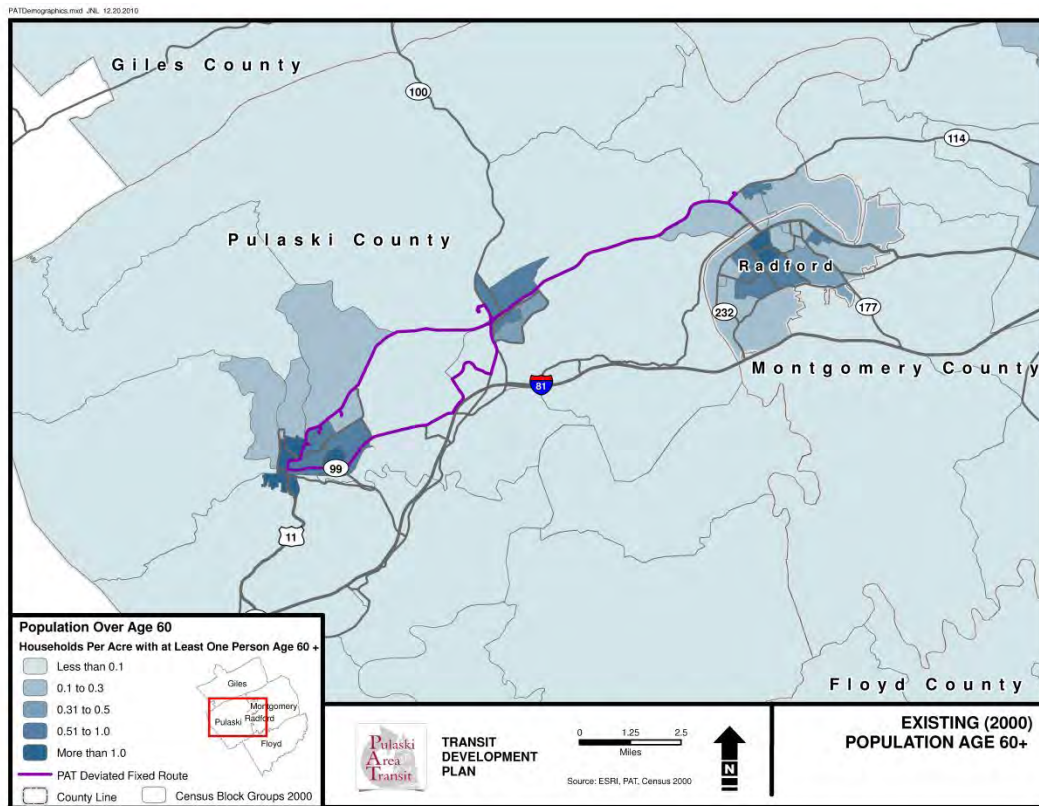 PATDemographics.mxd JNL 12.20.2010
Giles County
100
114
Pulaski County
Radford
232
177
Montgomery County
81
99
11
Floyd County
Population Over Age 60
Households Per Acre with at Least One Person Age 60 +
Less than 0.1
0.1 to 0.3
0.31 to 0.5
0.51 to 1.0
More than 1.0
PAT Deviated Fixed Route
County Line
Census Block Groups 2000
Giles
Montgomery
Pulaski
Radford
Floyd
Pulaski
Area
Transit
TRANSIT
DEVELOPMENT
PLAN
0 1.25 2.5
Miles
Source: ESRI, PAT, Census 2000
N
EXISTING (2000)
POPULATION AGE 60+